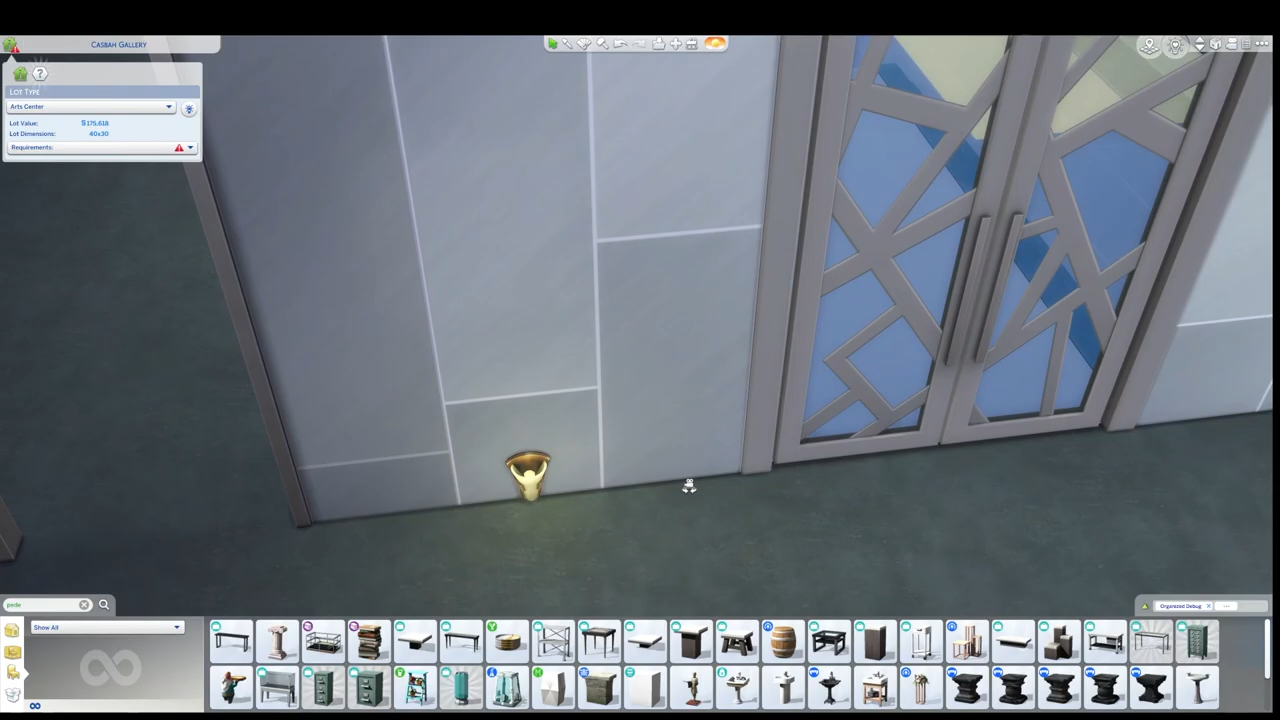 Casbah Gallery
Lot Type
Arts Center
Lot Value: §175,618
Lot Dimensions: 40x30
Requirements:
pede
Organized Debug
Show All